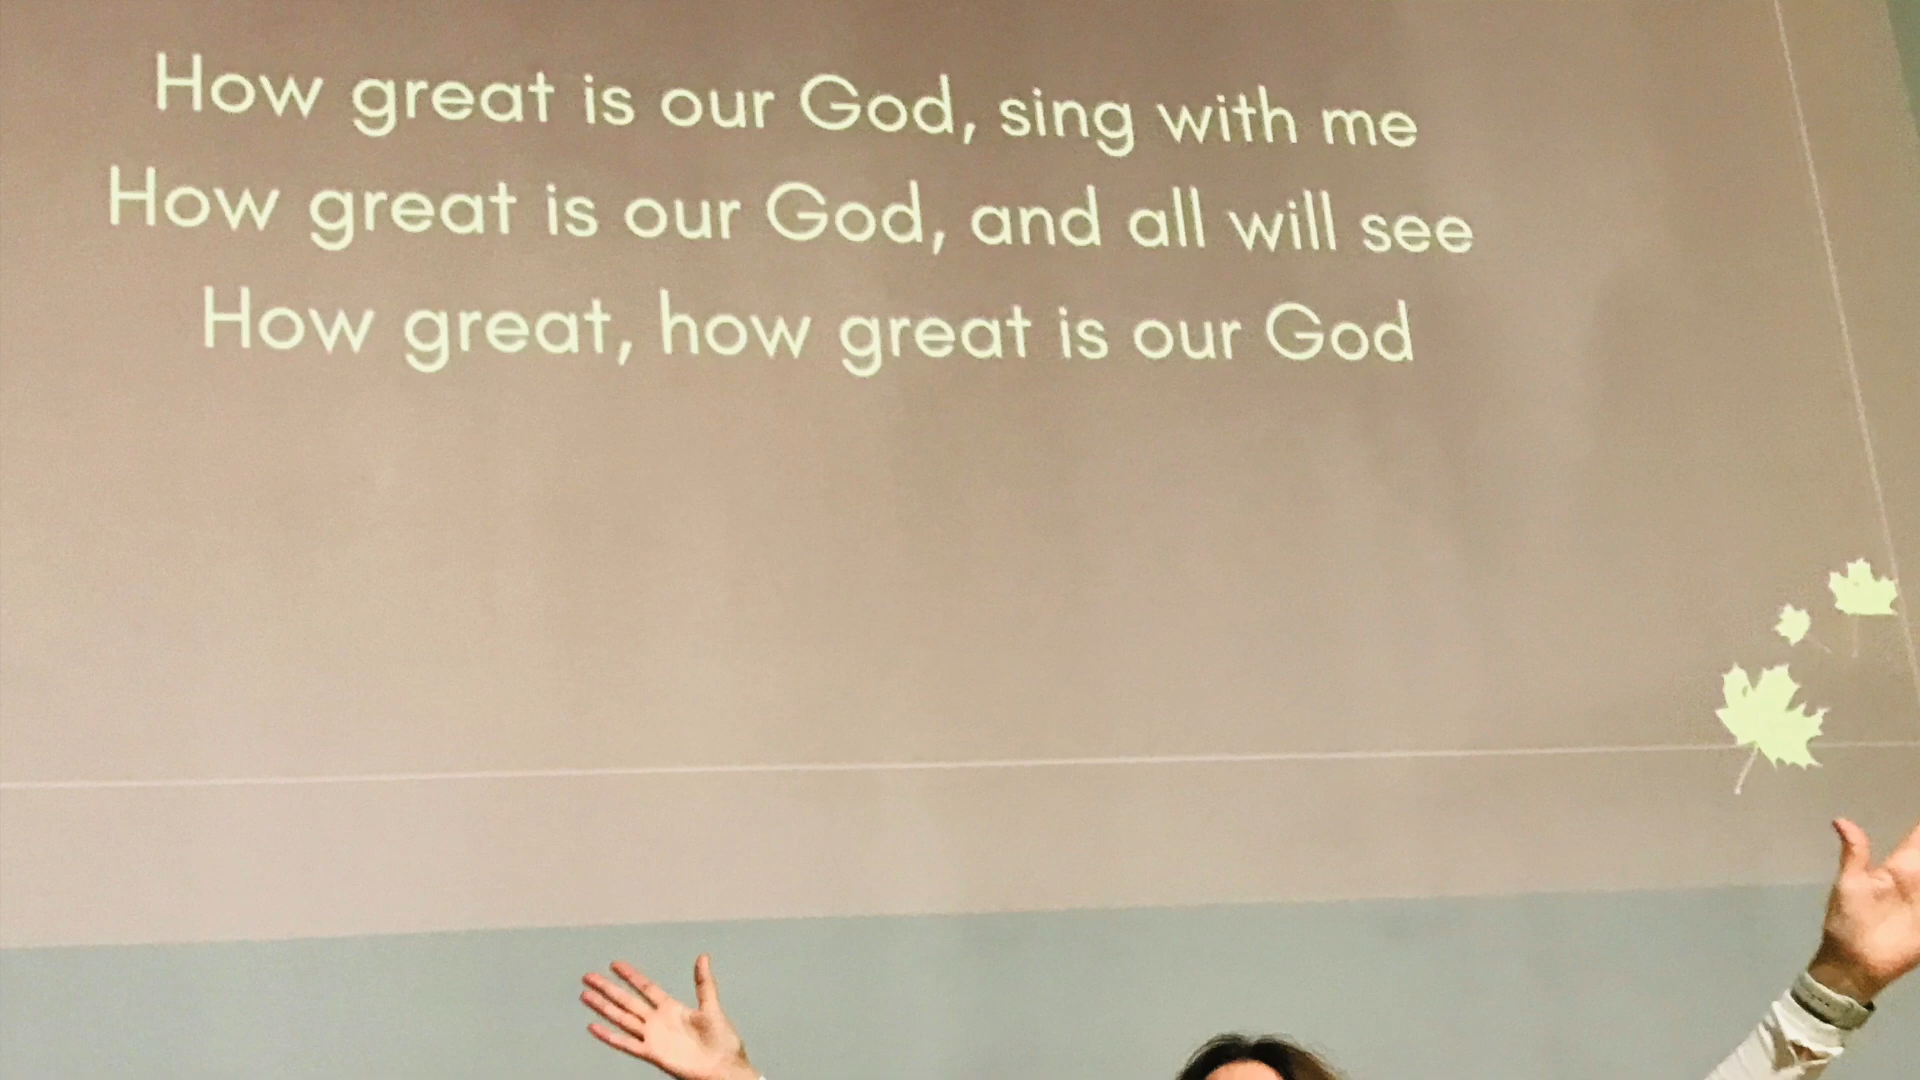 How great is our God, sing with me
How great is our God, and all will see
How great, how great is our God